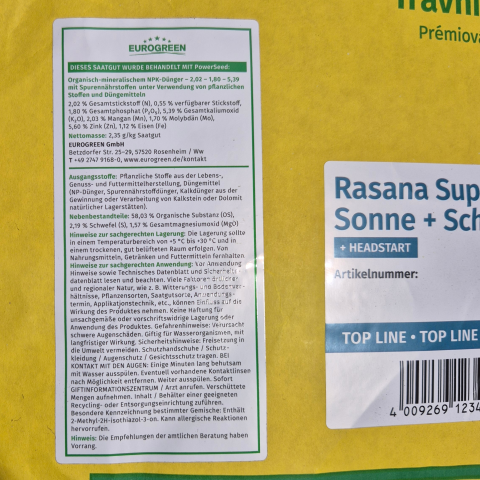 EUROGREEN
DIESES SAATGUT WURDE BEHANDELT MIT PowerSeed:
Organisch-mineralischem NPK-Dünger – 2,02 – 1,80 – 5,39
mit Spurennährstoffen unter Verwendung von pflanzlichen
Stoffen und Düngemitteln
2,02 % Gesamtstickstoff (N), 0,55 % verfügbarer Stickstoff,
1,80 % Gesamtphosphat (P₂O₅), 5,39 % Gesamtkaliumoxid
(K₂O), 2,03 % Mangan (Mn), 1,70 % Molybdän (Mo),
5,60 % Zink (Zn), 1,12 % Eisen (Fe)
Nettomasse: 2,35 g/kg Saatgut
EUROGREEN GmbH
Betzdorfer Str. 25-29, 57520 Rosenheim / Ww
T +49 2747 9168-0, www.eurogreen.de/kontakt
Ausgangsstoffe: Pflanzliche Stoffe aus der Lebens-,
Genuss- und Futtermittelherstellung, Düngemittel
(NP-Dünger, Spurennährstoffdünger, Kalkdünger aus der
Gewinnung oder Verarbeitung von Kalkstein oder Dolomit
natürlicher Lagerstätten).
Nebenbestandteile: 58,03 % Organische Substanz (OS),
2,19 % Schwefel (S), 1,57 % Gesamtmagnesiumoxid (MgO)
Hinweise zur sachgerechten Lagerung: Die Lagerung sollte
in einem Temperaturbereich von +5 °C bis +30 °C und in
einem trockenen, gut belüfteten Raum erfolgen. Von
Nahrungsmitteln, Getränken und Futtermitteln fernhalten.
Hinweise zur sachgerechten Anwendung: Vor Anwendung
Hinweise sowie Technisches Datenblatt und Sicherheits-
datenblatt lesen und beachten. Viele Faktoren örtlicher
und regionaler Natur, wie z. B. Witterungs- und Bodenver-
hältnisse, Pflanzensorten, Saatgutsorte, Anwendungs-
termin, Applikationstechnik, etc., können Einfluss auf die
Wirkung des Produktes nehmen. Keine Haftung für
unsachgemäße oder vorschriftswidrige Lagerung oder
Anwendung des Produktes. Gefahrenhinweise: Verursacht
schwere Augenschäden. Giftig für Wasserorganismen, mit
langfristiger Wirkung. Sicherheitshinweise: Freisetzung in
die Umwelt vermeiden. Schutzhandschuhe / Schutz-
kleidung / Augenschutz / Gesichtsschutz tragen. BEI
KONTAKT MIT DEN AUGEN: Einige Minuten lang behutsam
mit Wasser ausspülen. Eventuell vorhandene Kontaktlinsen
nach Möglichkeit entfernen. Weiter ausspülen. Sofort
GIFTINFORMATIONSZENTRUM / Arzt anrufen. Verschüttete
Mengen aufnehmen. Inhalt / Behälter einer geeigneten
Recycling- oder Entsorgungseinrichtung zuführen.
Besondere Kennzeichnung bestimmter Gemische: Enthält
2-Methyl-2H-isothiazol-3-on. Kann allergische Reaktionen
hervorrufen.
Hinweis: Die Empfehlungen der amtlichen Beratung haben
Vorrang.
Trávní
Prémiova
Rasana Sup
Sonne + Sch
+ HEADSTART
Artikelnummer:
TOP LINE • TOP LINE
4 009269 1234